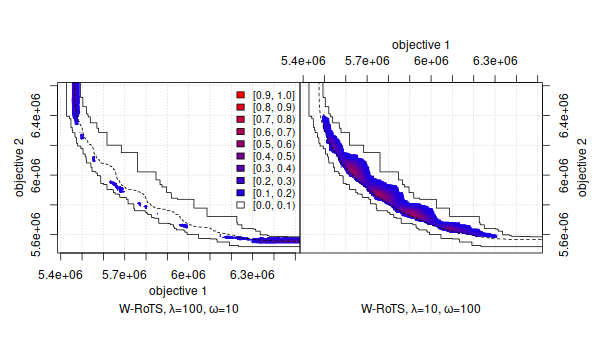 objective 1
5.4e+06 5.7e+06 6e+06 6.3e+06
[0.9, 1.0]
[0.8, 0.9)
[0.7, 0.8)
[0.6, 0.7)
[0.5, 0.6)
[0.4, 0.5)
[0.3, 0.4)
[0.2, 0.3)
[0.1, 0.2)
[0.0, 0.1)
objective 2
5.6e+06 6e+06 6.4e+06
5.6e+06 6e+06 6.4e+06
objective 2
5.4e+06 5.7e+06 6e+06 6.3e+06
objective 1
W-RoTS, λ=100, ω=10
W-RoTS, λ=10, ω=100